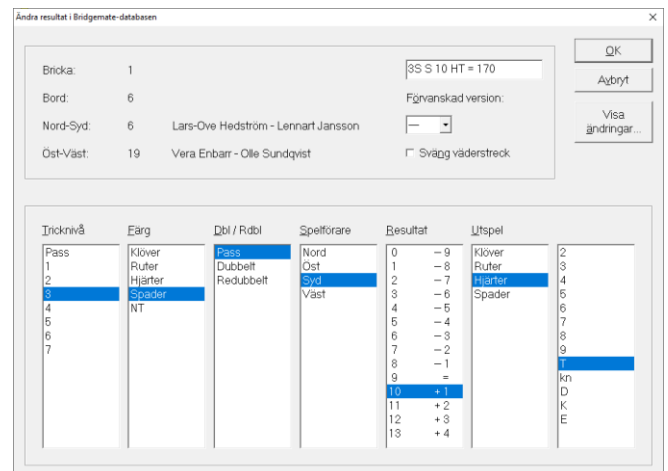 Ändra resultat i Bridgemate-databasen
Bricka: 1
Bord: 6
Nord-Syd: 6 Lars-Ove Hedström - Lennart Jansson
Öst-Väst: 19 Vera Enbarr - Olle Sundqvist
3S S 10 HT = 170
Förvanskad version:
—
Sväng väderstreck
OK
Avbryt
Visa
ändringar...
Tricknivå
Pass
1
2
3
4
5
6
7
Färg
Klöver
Ruter
Hjärter
Spader
NT
Dbl / Rdbl
Pass
Dubbelt
Redubbelt
Spelförare
Nord
Öst
Syd
Väst
Resultat
0 – 9
1 – 8
2 – 7
3 – 6
4 – 5
5 – 4
6 – 3
7 – 2
8 – 1
9 =
10 + 1
11 + 2
12 + 3
13 + 4
Utspel
Klöver
Ruter
Hjärter
Spader
2
3
4
5
6
7
8
9
T
kn
D
K
E